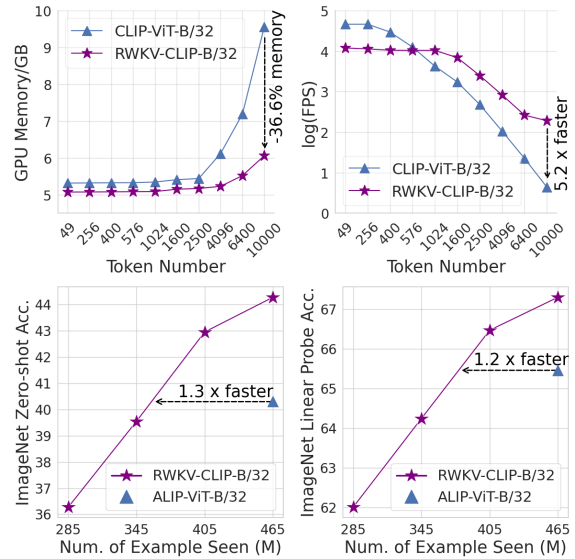 GPU Memory/GB
10
9
8
7
6
5
CLIP-ViT-B/32
RWKV-CLIP-B/32
-36.6% memory
49
256
400
576
1024
1600
2500
4096
6400
10000
Token Number
log(FPS)
5
4
3
2
1
0
CLIP-ViT-B/32
RWKV-CLIP-B/32
5.2 x faster
49
256
400
576
1024
1600
2500
4096
6400
10000
Token Number
ImageNet Zero-shot Acc.
44
43
42
41
40
39
38
37
36
1.3 x faster
RWKV-CLIP-B/32
ALIP-ViT-B/32
285
345
405
465
Num. of Example Seen (M)
ImageNet Linear Probe Acc.
67
66
65
64
63
62
1.2 x faster
RWKV-CLIP-B/32
ALIP-ViT-B/32
285
345
405
465
Num. of Example Seen (M)